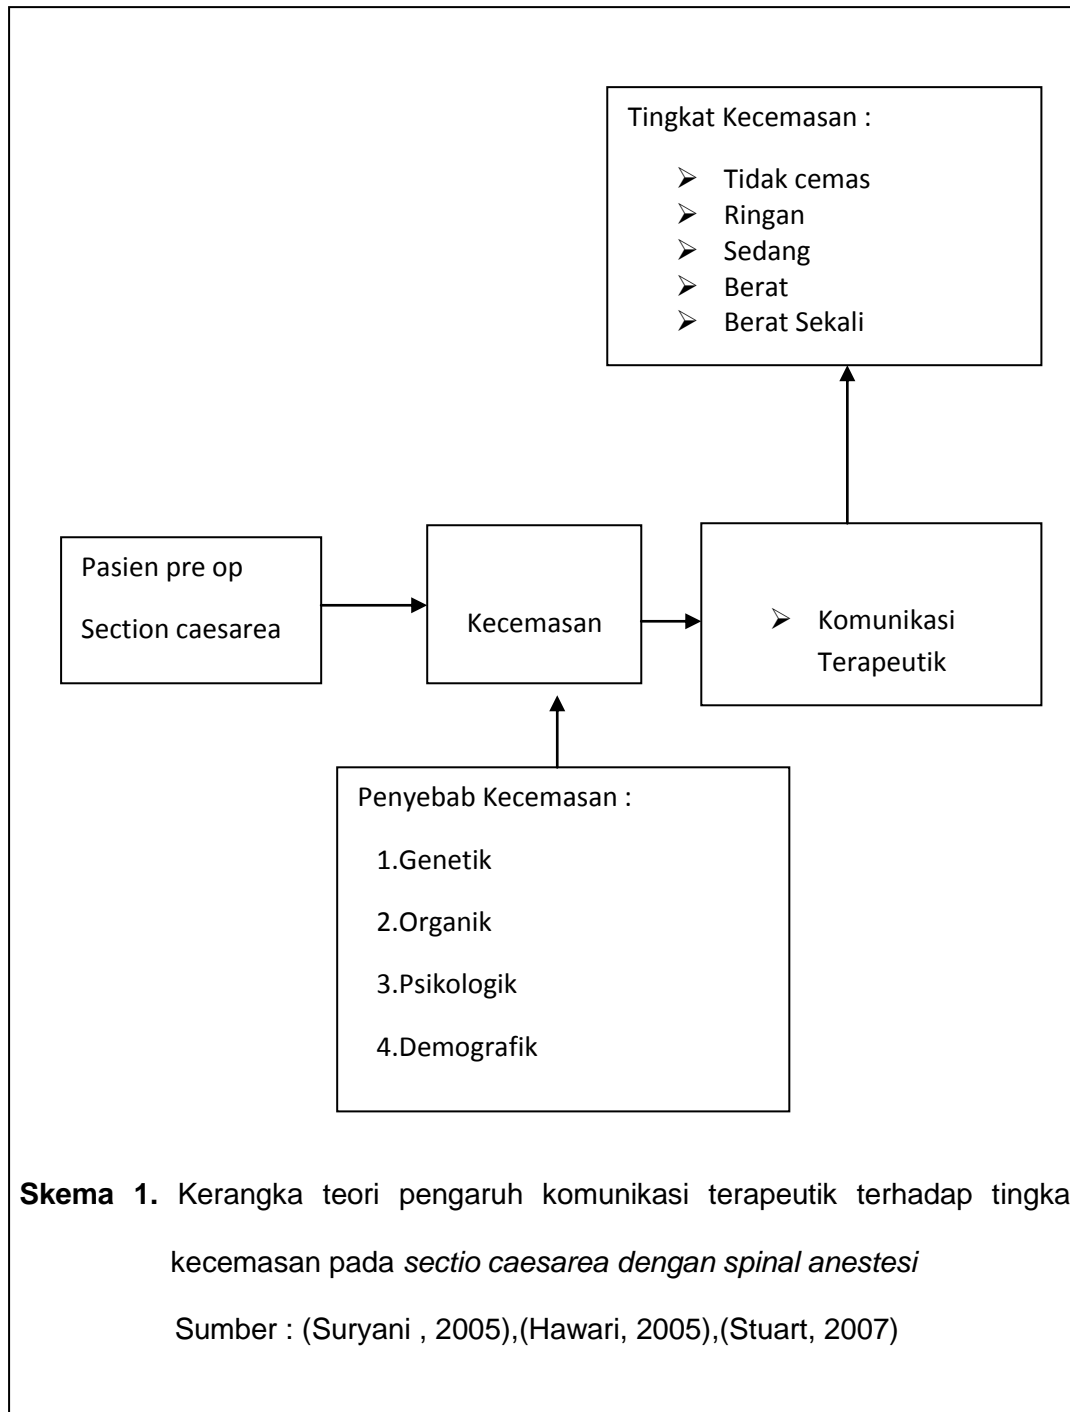 Tingkat Kecemasan :
➢ Tidak cemas
➢ Ringan
➢ Sedang
➢ Berat
➢ Berat Sekali
Pasien pre op
Section caesarea
Kecemasan
➢ Komunikasi
Terapeutik
Penyebab Kecemasan :
1.Genetik
2.Organik
3.Psikologik
4.Demografik
Skema 1. Kerangka teori pengaruh komunikasi terapeutik terhadap tingka
kecemasan pada sectio caesarea dengan spinal anestesi
Sumber : (Suryani , 2005),(Hawari, 2005),(Stuart, 2007)